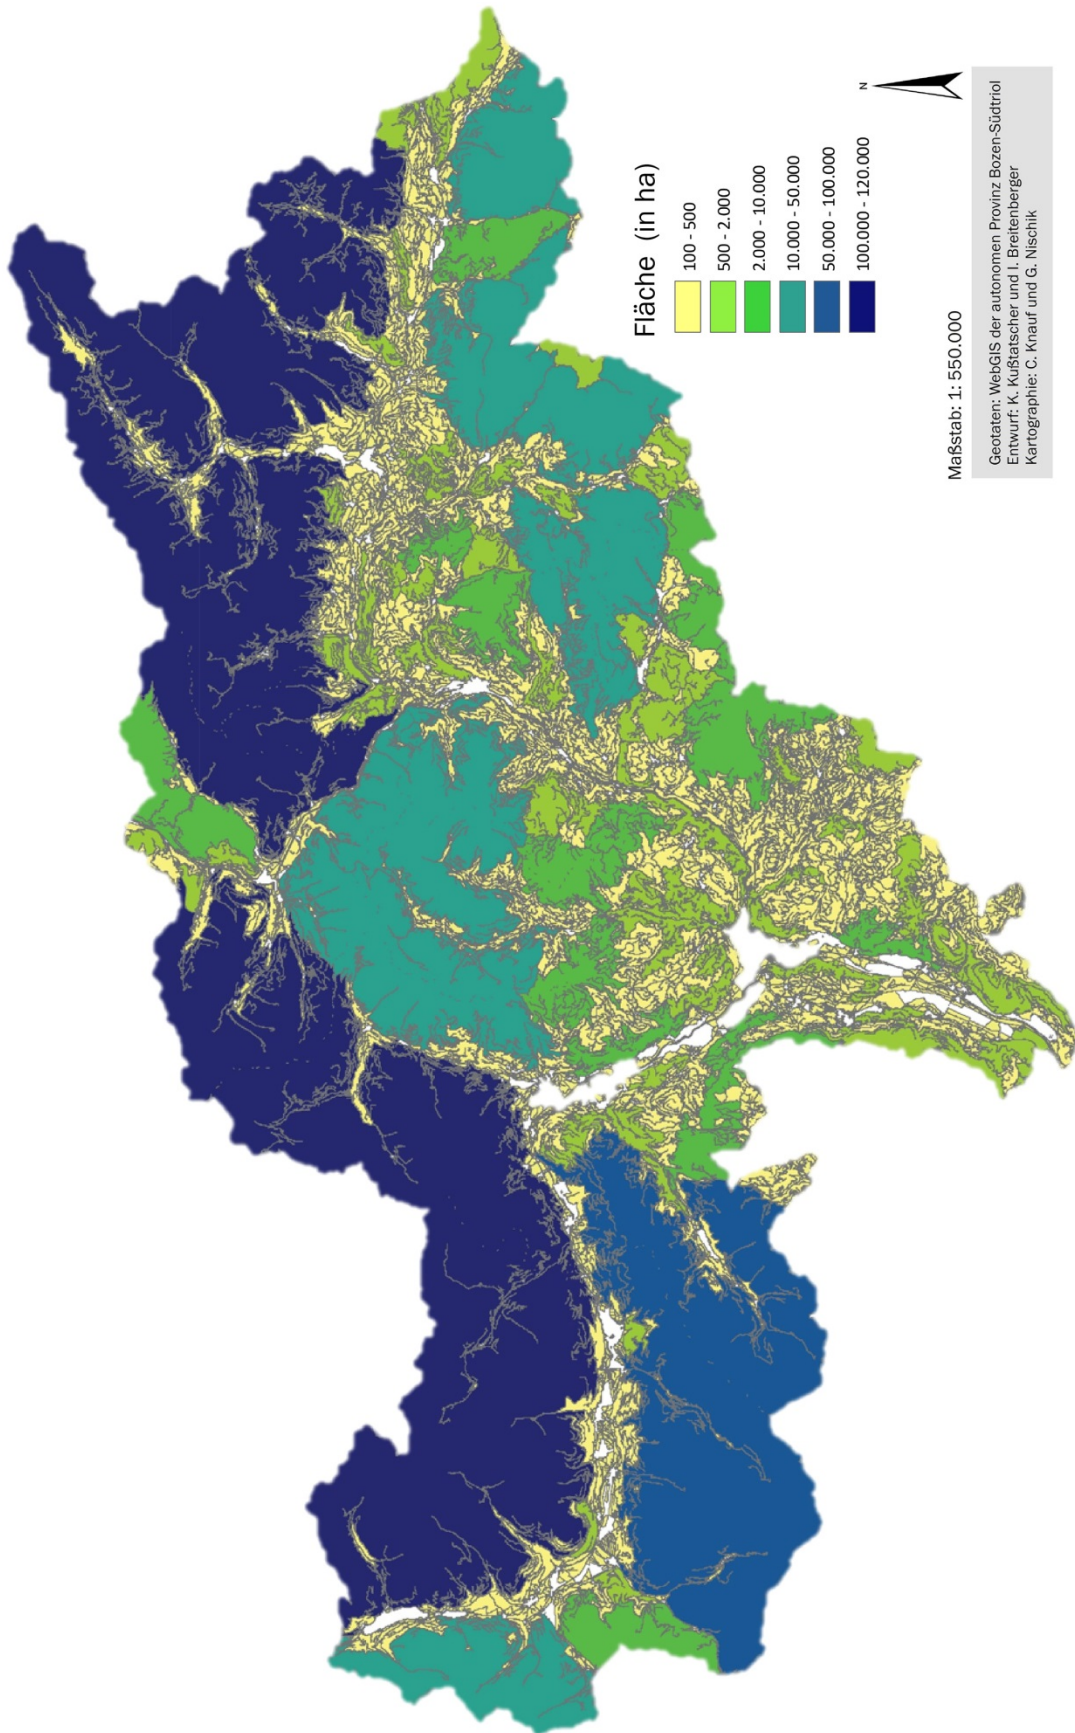 N
Fläche (in ha)
100 - 500
500 - 2.000
2.000 - 10.000
10.000 - 50.000
50.000 - 100.000
100.000 - 120.000
Maßstab: 1: 550.000
Geotaten: WebGIS der autonomen Provinz Bozen-Südtriol
Entwurf: K. Kußtatscher und I. Breitenberger
Kartographie: C. Knauf und G. Nischik